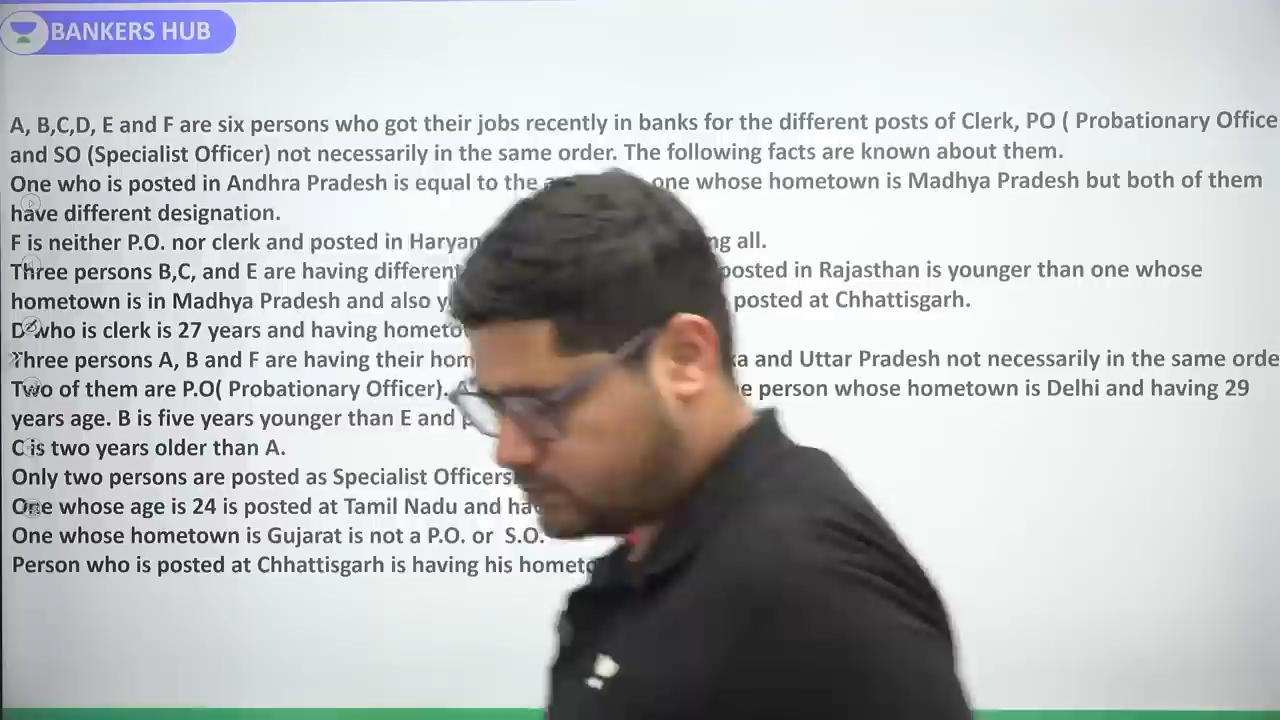 BANKERS HUB
A, B,C,D, E and F are six persons who got their jobs recently in banks for the different posts of Clerk, PO ( Probationary Office
and SO (Specialist Officer) not necessarily in the same order. The following facts are known about them.
One who is posted in Andhra Pradesh is equal to the one whose hometown is Madhya Pradesh but both of them
have different designation.
F is neither P.O. nor clerk and posted in all.
Three persons B,C, and E are having different posted in Rajasthan is younger than one whose
hometown is in Madhya Pradesh and also posted at Chhattisgarh.
D who is clerk is 27 years and having
Three persons A, B and F are having their and Uttar Pradesh not necessarily in the same orde
Two of them are P.O( Probationary Officer). person whose hometown is Delhi and having 29
years age. B is five years younger than E and
C is two years older than A.
Only two persons are posted as Specialist Officers
One whose age is 24 is posted at Tamil Nadu and
One whose hometown is Gujarat is not a P.O. or S.O.
Person who is posted at Chhattisgarh is having his